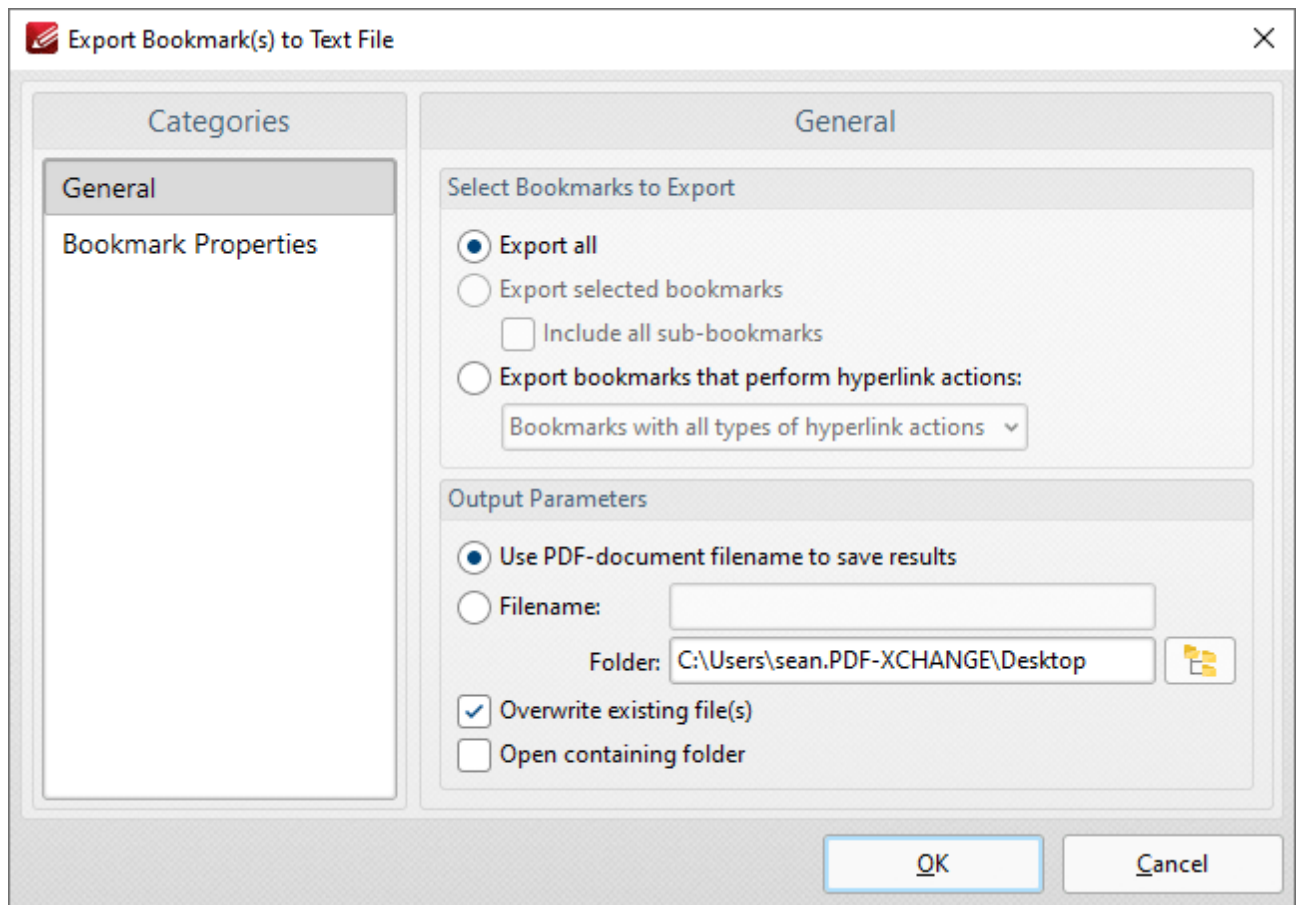 Export Bookmark(s) to Text File
Categories
General
Bookmark Properties
General
Select Bookmarks to Export
Export all
Export selected bookmarks
Include all sub-bookmarks
Export bookmarks that perform hyperlink actions:
Bookmarks with all types of hyperlink actions
Output Parameters
Use PDF-document filename to save results
Filename:
Folder: C:\Users\sean.PDF-XCHANGE\Desktop
Overwrite existing file(s)
Open containing folder
OK Cancel